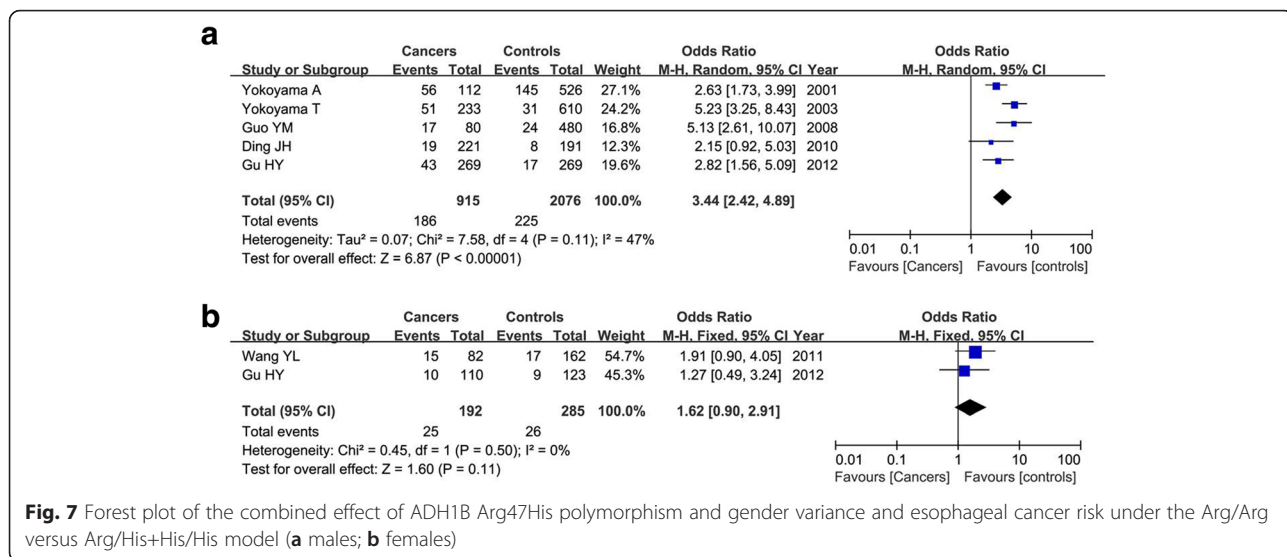 a
Cancers Controls Odds Ratio Odds Ratio
Study or Subgroup Events Total Events Total Weight M-H, Random, 95% CI Year M-H, Random, 95% CI
Yokoyama A 56 112 145 526 27.1% 2.63 [1.73, 3.99] 2001
Yokoyama T 51 233 31 610 24.2% 5.23 [3.25, 8.43] 2003
Guo YM 17 80 24 480 16.8% 5.13 [2.61, 10.07] 2008
Ding JH 19 221 8 191 12.3% 2.15 [0.92, 5.03] 2010
Gu HY 43 269 17 269 19.6% 2.82 [1.56, 5.09] 2012
Total (95% CI) 915 2076 100.0% 3.44 [2.42, 4.89]
Total events 186 225
Heterogeneity: Tau² = 0.07; Chi² = 7.58, df = 4 (P = 0.11); I² = 47%
Test for overall effect: Z = 6.87 (P < 0.00001)
0.01 0.1 1 10 100
Favours [Cancers] Favours [controls]
b
Cancers Controls Odds Ratio Odds Ratio
Study or Subgroup Events Total Events Total Weight M-H, Fixed, 95% CI Year M-H, Fixed, 95% CI
Wang YL 15 82 17 162 54.7% 1.91 [0.90, 4.05] 2011
Gu HY 10 110 9 123 45.3% 1.27 [0.49, 3.24] 2012
Total (95% CI) 192 285 100.0% 1.62 [0.90, 2.91]
Total events 25 26
Heterogeneity: Chi² = 0.45, df = 1 (P = 0.50); I² = 0%
Test for overall effect: Z = 1.60 (P = 0.11)
0.01 0.1 1 10 100
Favours [Cancers] Favours [controls]
Fig. 7 Forest plot of the combined effect of ADH1B Arg47His polymorphism and gender variance and esophageal cancer risk under the Arg/Arg
versus Arg/His+His/His model (a males; b females)